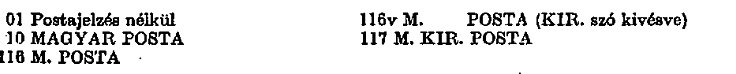 01 Postajelzés nélkül
10 MAGYAR POSTA
116 M. POSTA
116v M. POSTA (KIR. szó kivésve)
117 M. KIR. POSTA